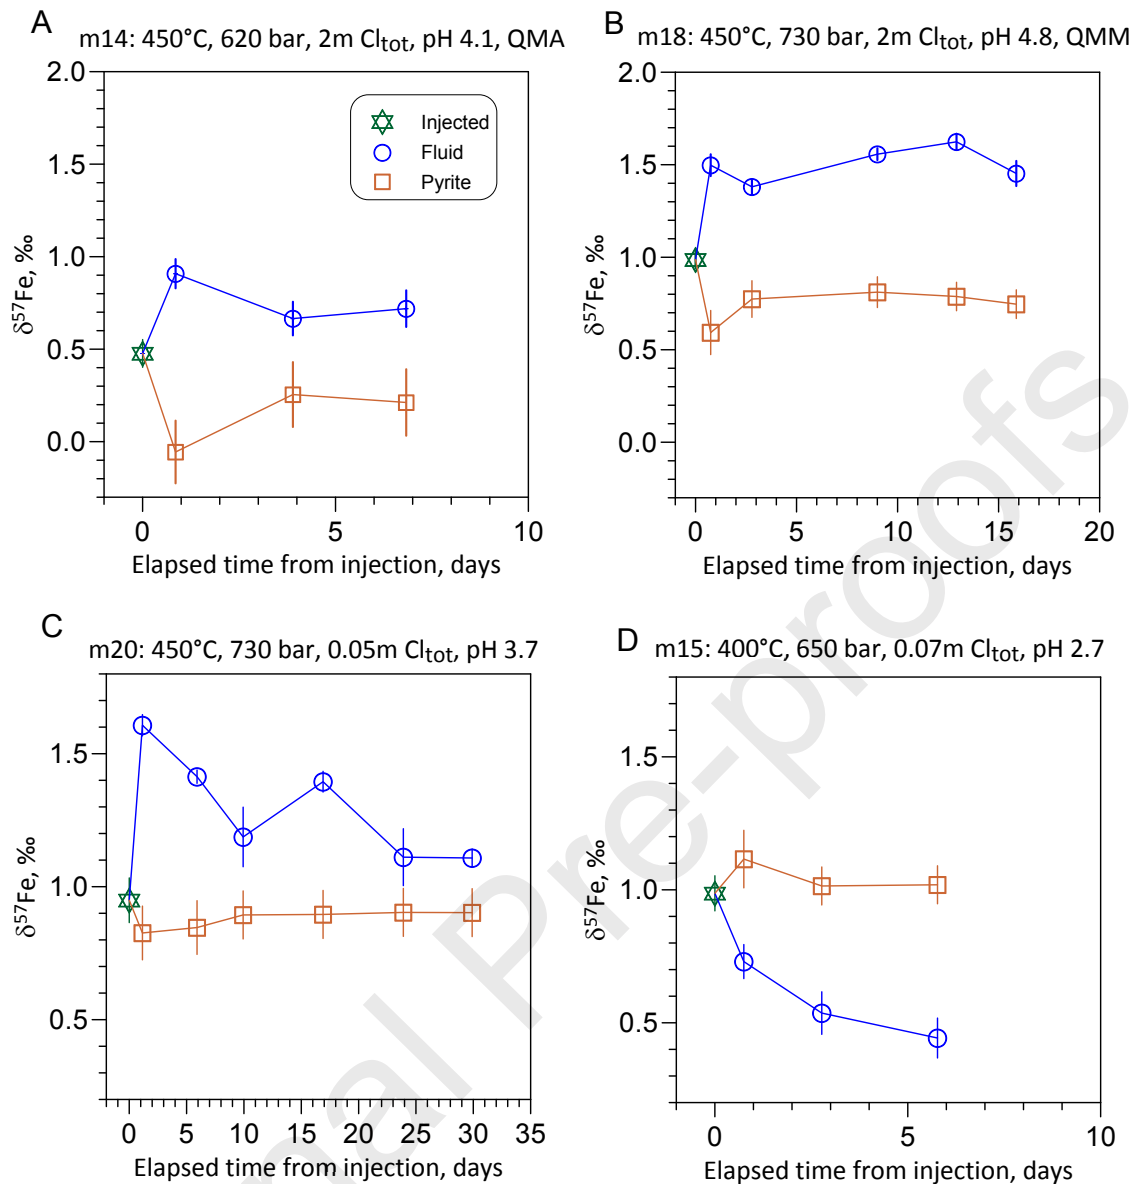 A
m14: 450°C, 620 bar, 2m Cltot, pH 4.1, QMA
2.0
1.5
1.0
0.5
0.0
δ57Fe, ‰
Injected
Fluid
Pyrite
0 5 10
Elapsed time from injection, days
B
m18: 450°C, 730 bar, 2m Cltot, pH 4.8, QMM
2.0
1.5
1.0
0.5
0.0
δ57Fe, ‰
0 5 10 15 20
Elapsed time from injection, days
C
m20: 450°C, 730 bar, 0.05m Cltot, pH 3.7
1.5
1.0
0.5
δ57Fe, ‰
0 5 10 15 20 25 30 35
Elapsed time from injection, days
D
m15: 400°C, 650 bar, 0.07m Cltot, pH 2.7
1.5
1.0
0.5
δ57Fe, ‰
0 5 10
Elapsed time from injection, days
nal Pre-proofs